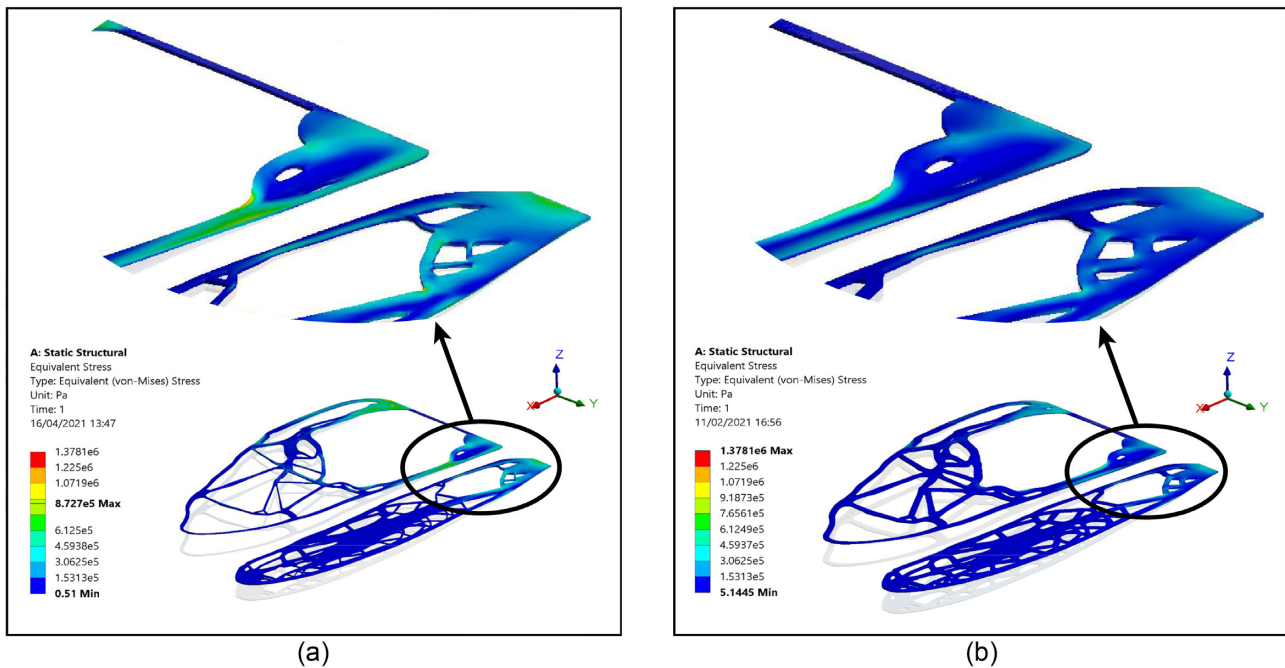 A: Static Structural
Equivalent Stress
Type: Equivalent (von-Mises) Stress
Unit: Pa
Time: 1
16/04/2021 13:47
1.3781e6
1.225e6
1.0719e6
8.727e5 Max
6.125e5
4.5938e5
3.0625e5
1.5313e5
0.51 Min
Z
X
Y
(a)
A: Static Structural
Equivalent Stress
Type: Equivalent (von-Mises) Stress
Unit: Pa
Time: 1
11/02/2021 16:56
1.3781e6 Max
1.225e6
1.0719e6
9.1873e5
7.6561e5
6.1249e5
4.5937e5
3.0625e5
1.5313e5
5.1445 Min
Z
X
Y
(b)